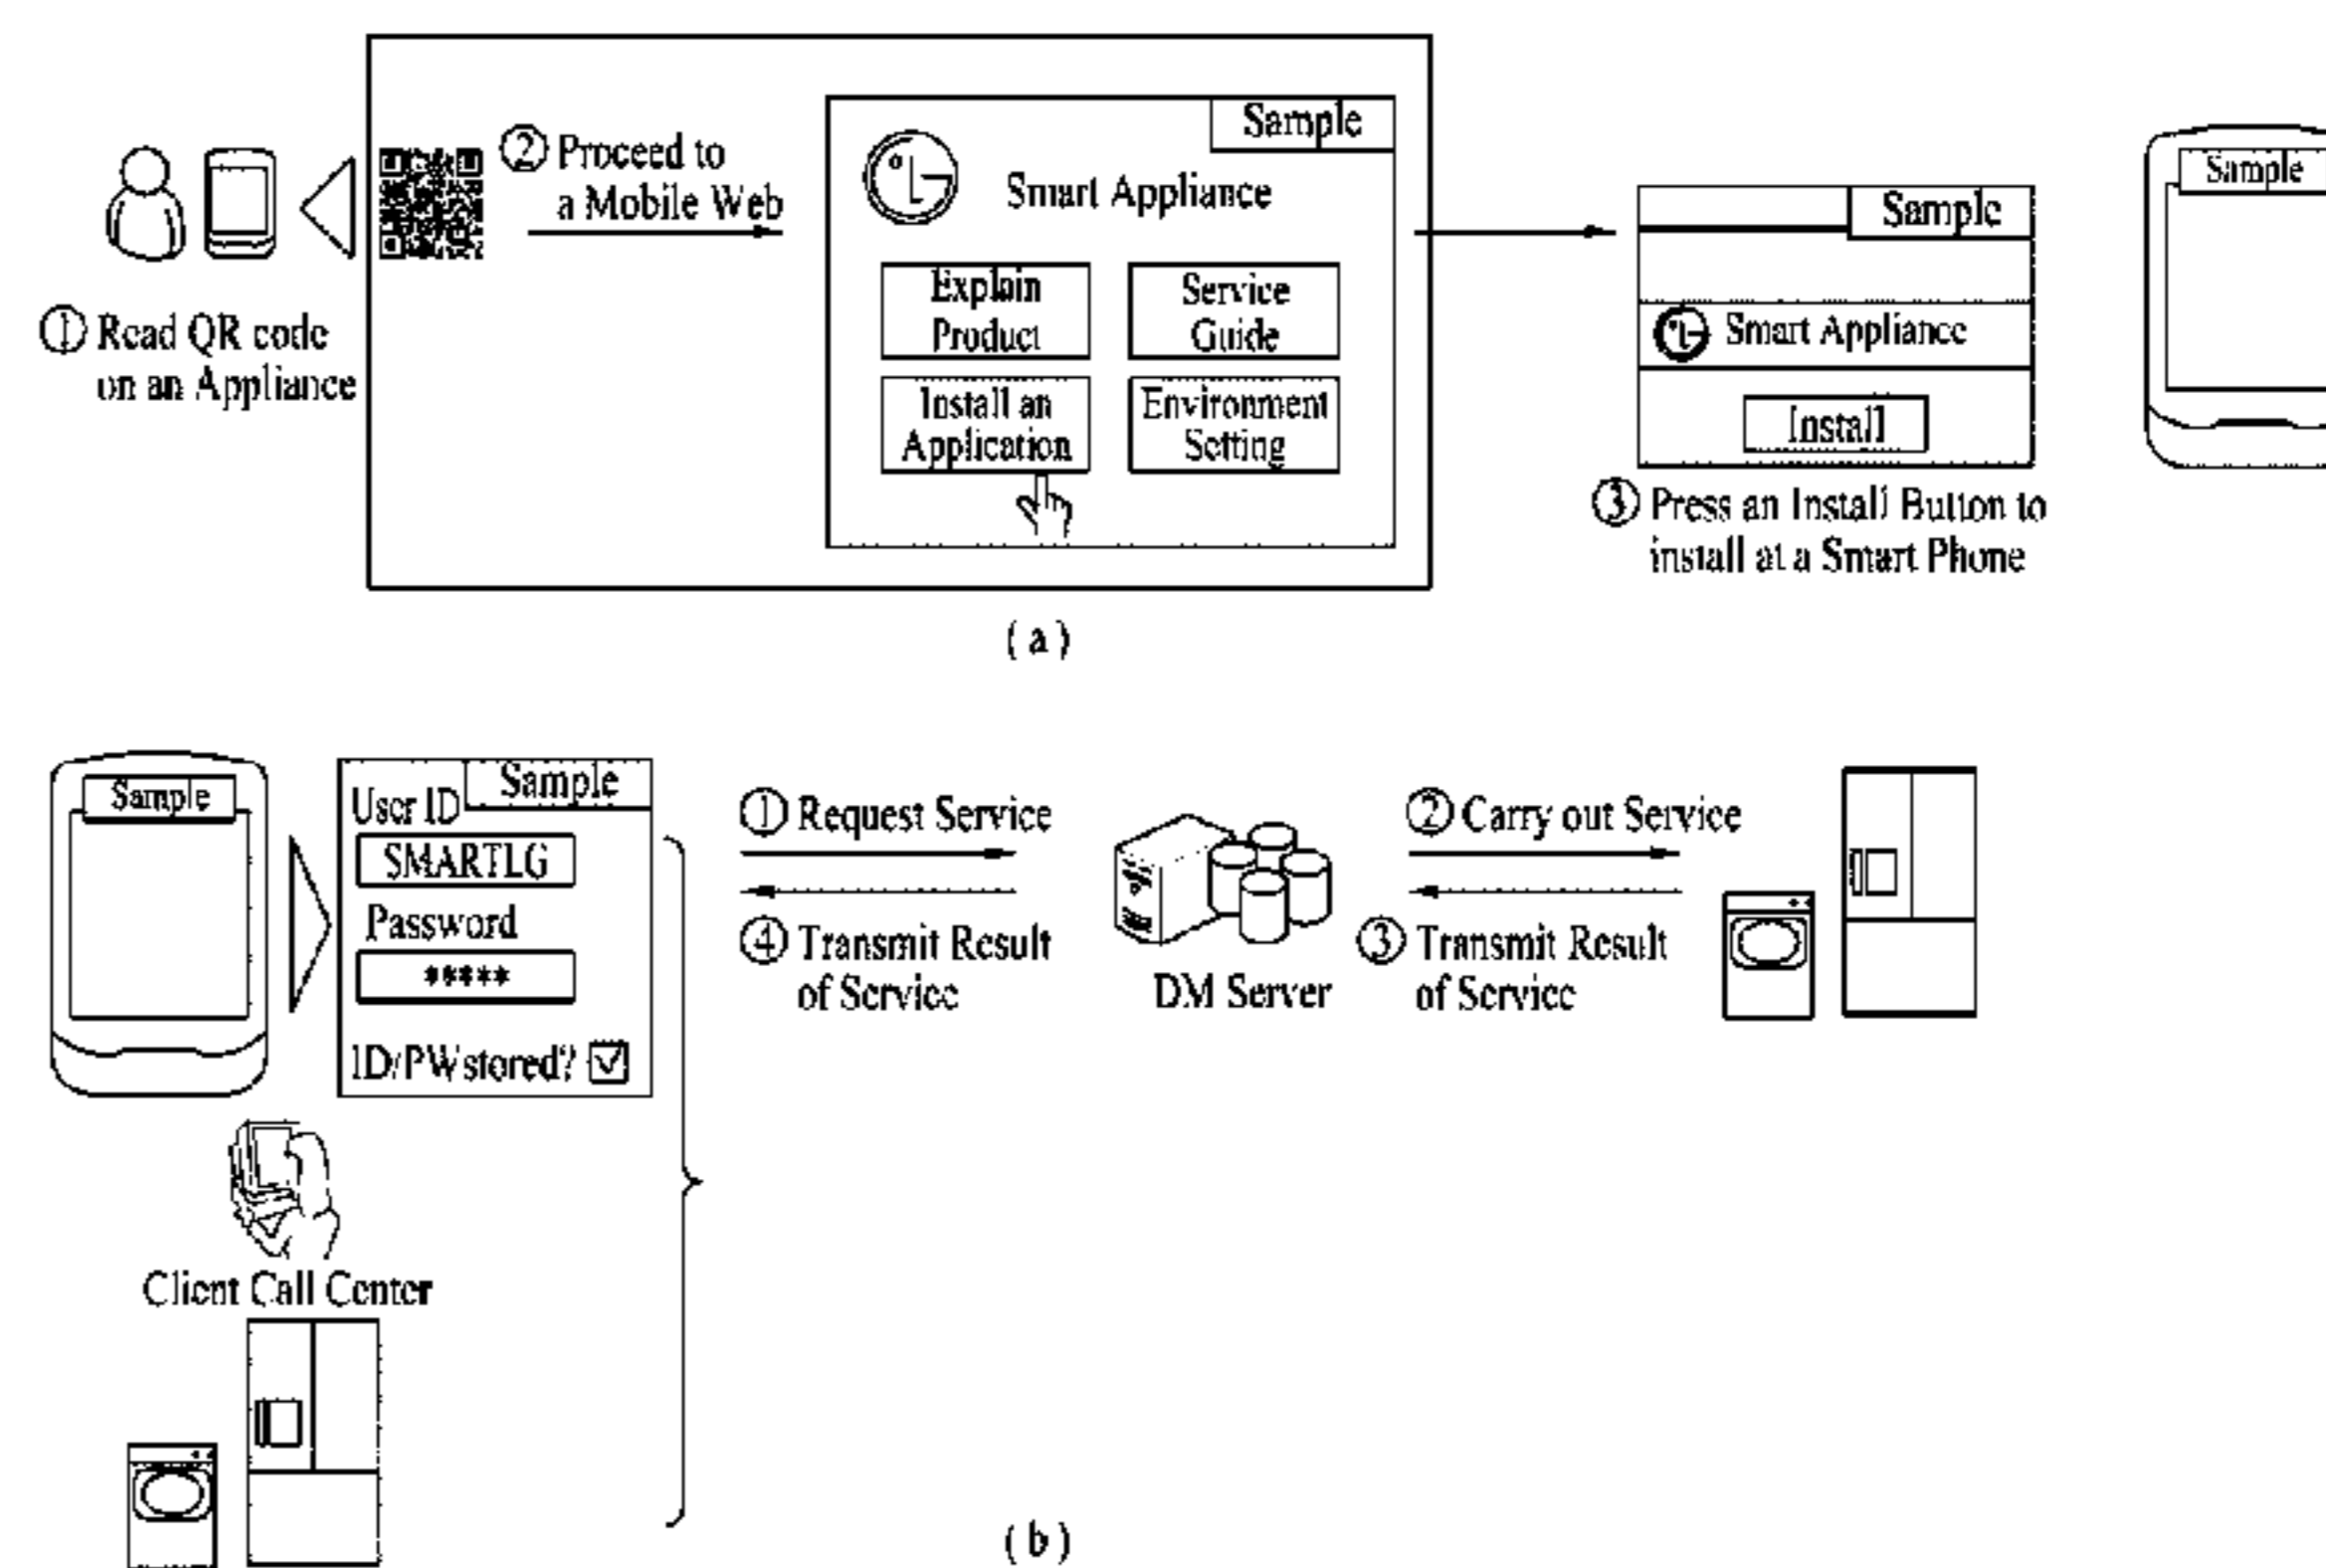 ① Read QR code
on an Appliance
② Proceed to
a Mobile Web
Sample
Smart Appliance
Explain
Product
Service
Guide
Install an
Application
Environment
Setting
Sample
Smart Appliance
Install
③ Press an Install Button to
install at a Smart Phone
Sample
( a )
Sample
User ID
Sample
SMARTLG
Password
*****
ID/PWstored?
Client Call Center
① Request Service
④ Transmit Result
of Service
DM Server
② Carry out Service
③ Transmit Result
of Service
( b )